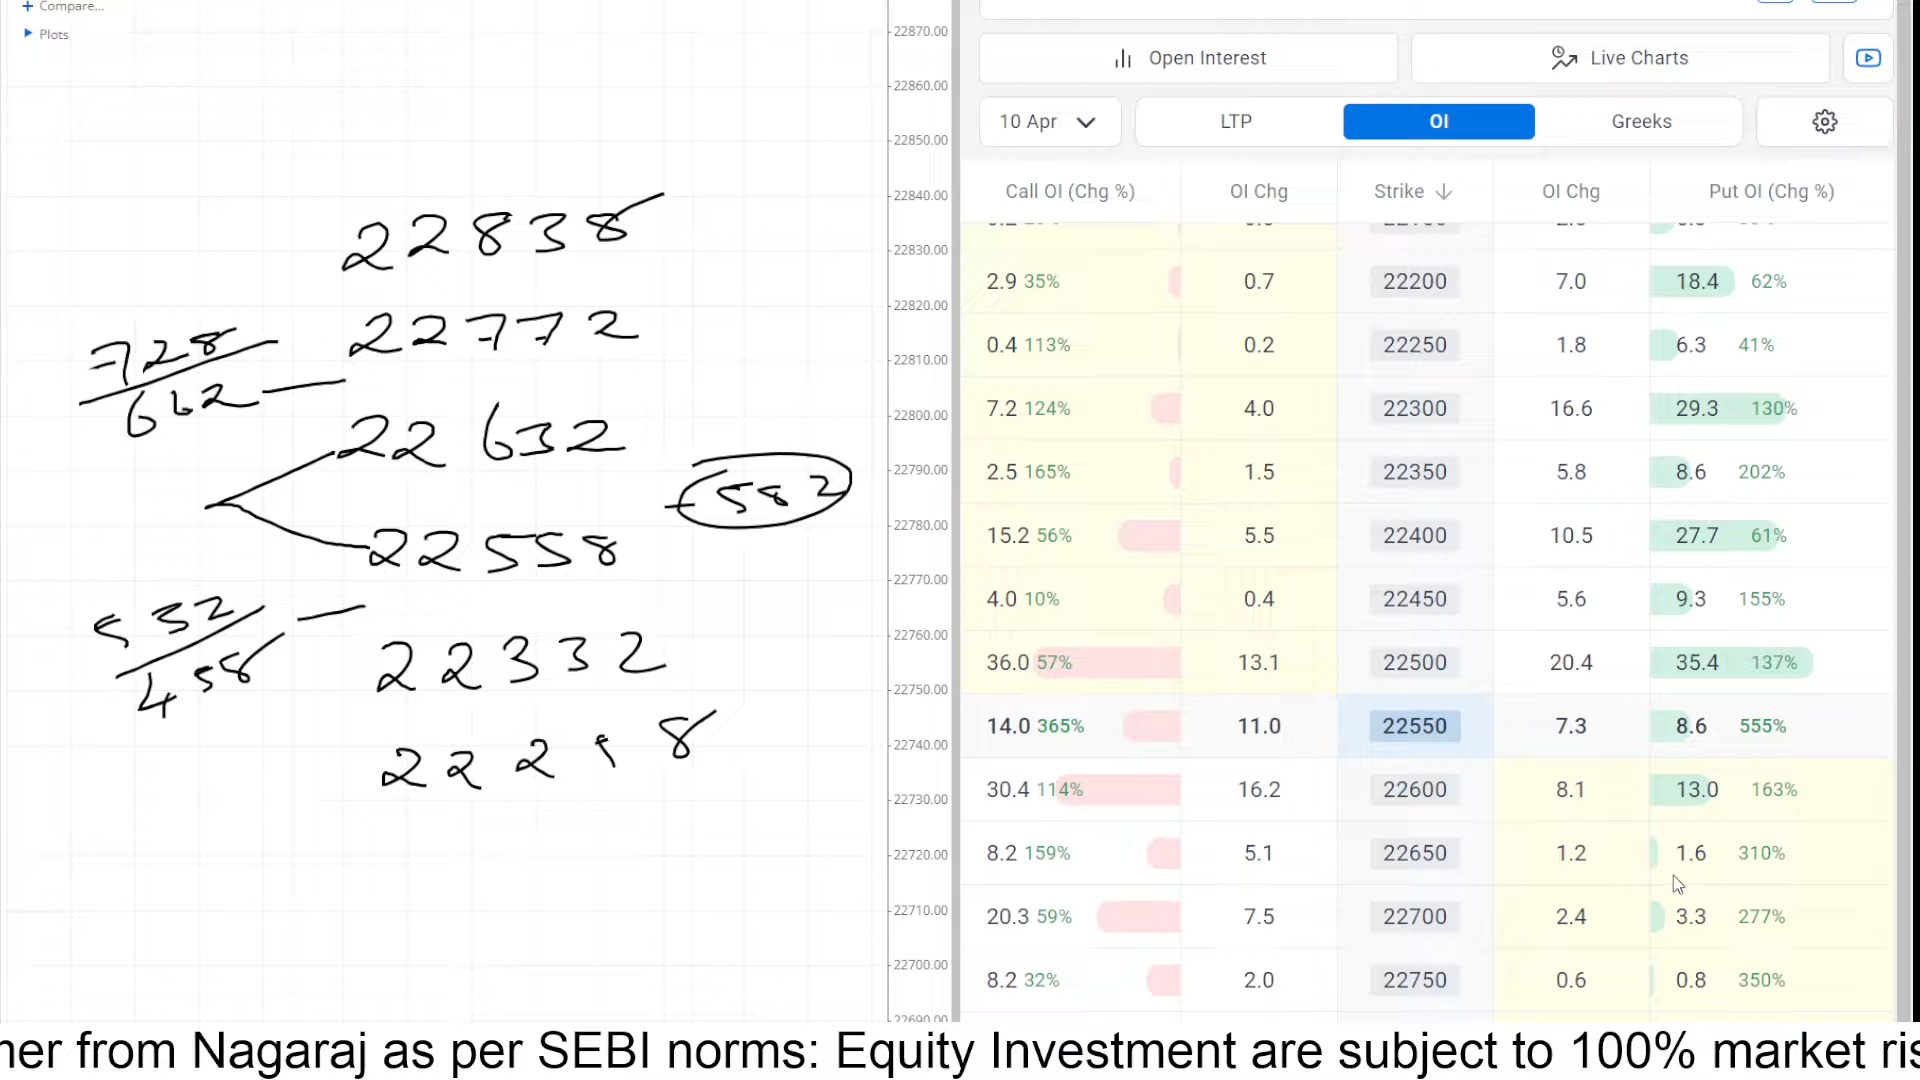 Compare...
Plots
22870.00
22860.00
22850.00
22840.00
22830.00
22820.00
22810.00
22800.00
22790.00
22780.00
22770.00
22760.00
22750.00
22740.00
22730.00
22720.00
22710.00
22700.00
22690.00
22838
22772
728
662
22 632
582
22558
532
458
22332
Open Interest Live Charts
10 Apr LTP OI Greeks
Call OI (Chg %) OI Chg Strike OI Chg Put OI (Chg %)
2.9 35% 0.7 22200 7.0 18.4 62%
0.4 113% 0.2 22250 1.8 6.3 41%
7.2 124% 4.0 22300 16.6 29.3 130%
2.5 165% 1.5 22350 5.8 8.6 202%
15.2 56% 5.5 22400 10.5 27.7 61%
4.0 10% 0.4 22450 5.6 9.3 155%
36.0 57% 13.1 22500 20.4 35.4 137%
14.0 365% 11.0 22550 7.3 8.6 555%
30.4 114% 16.2 22600 8.1 13.0 163%
8.2 159% 5.1 22650 1.2 1.6 310%
20.3 59% 7.5 22700 2.4 3.3 277%
8.2 32% 2.0 22750 0.6 0.8 350%
ner from Nagaraj as per SEBI norms: Equity Investment are subject to 100% market ris